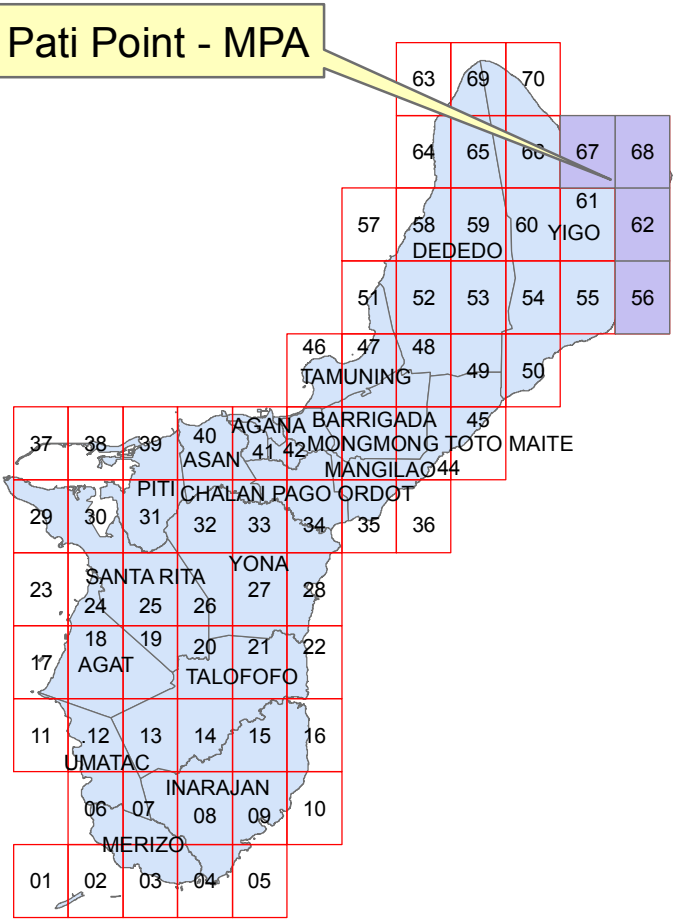 Pati Point - MPA
63 69 70
64 65 66 67 68
61
57 58 59 60 YIGO 62
DEDEDO
51 52 53 54 55 56
46 47 48
TAMUNING 49 50
AGANA BARRIGADA 45
37 38 39 40 41 42 MONGMONG TOTO MAITE
ASAN MANGILAO 44
PITI CHALAN PAGO ORDOT
29 30 31 32 33 34 35 36
YONA
SANTA RITA
23 24 25 26 27 28
18 19 20 21 22
17 AGAT TALOFOFO
11 12 13 14 15 16
UMATAC
INARAJAN
06 07 08 09 10
MERIZO
01 02 03 04 05